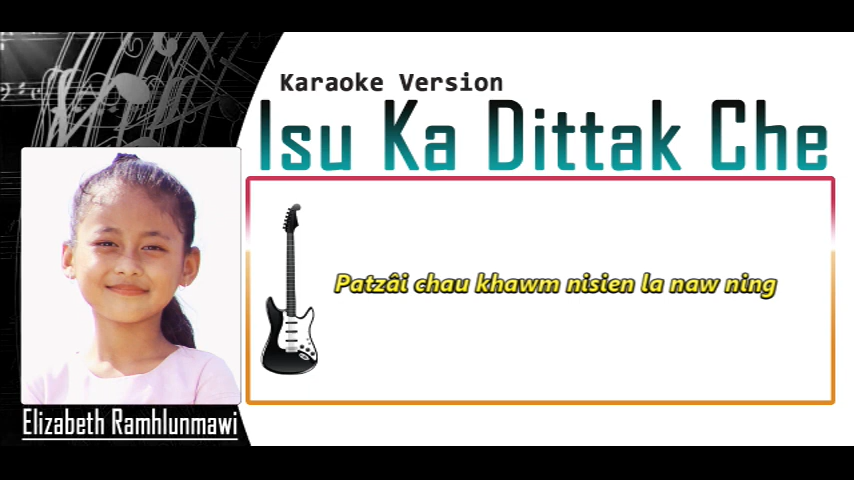 Karaoke Version
Isu Ka Dittak Che
Patzâi chau khawm nisien la naw ning
Elizabeth Ramhlunmawi